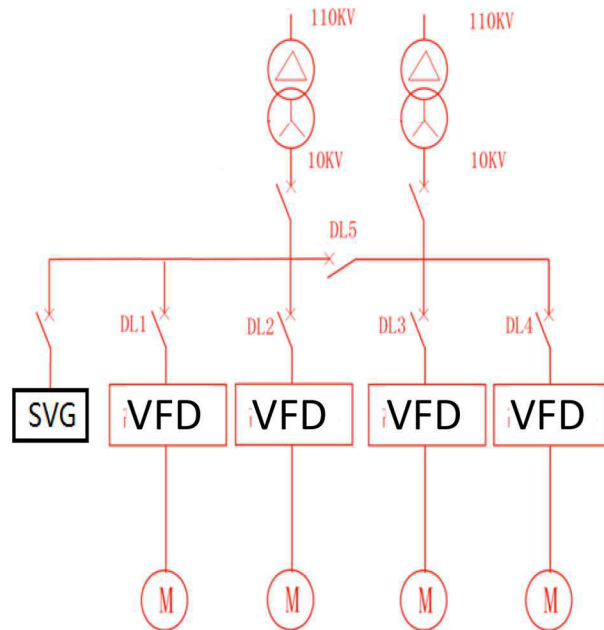 110KV 110KV
10KV 10KV
DL5
DL1 DL2 DL3 DL4
SVG VFD VFD VFD VFD
M M M M